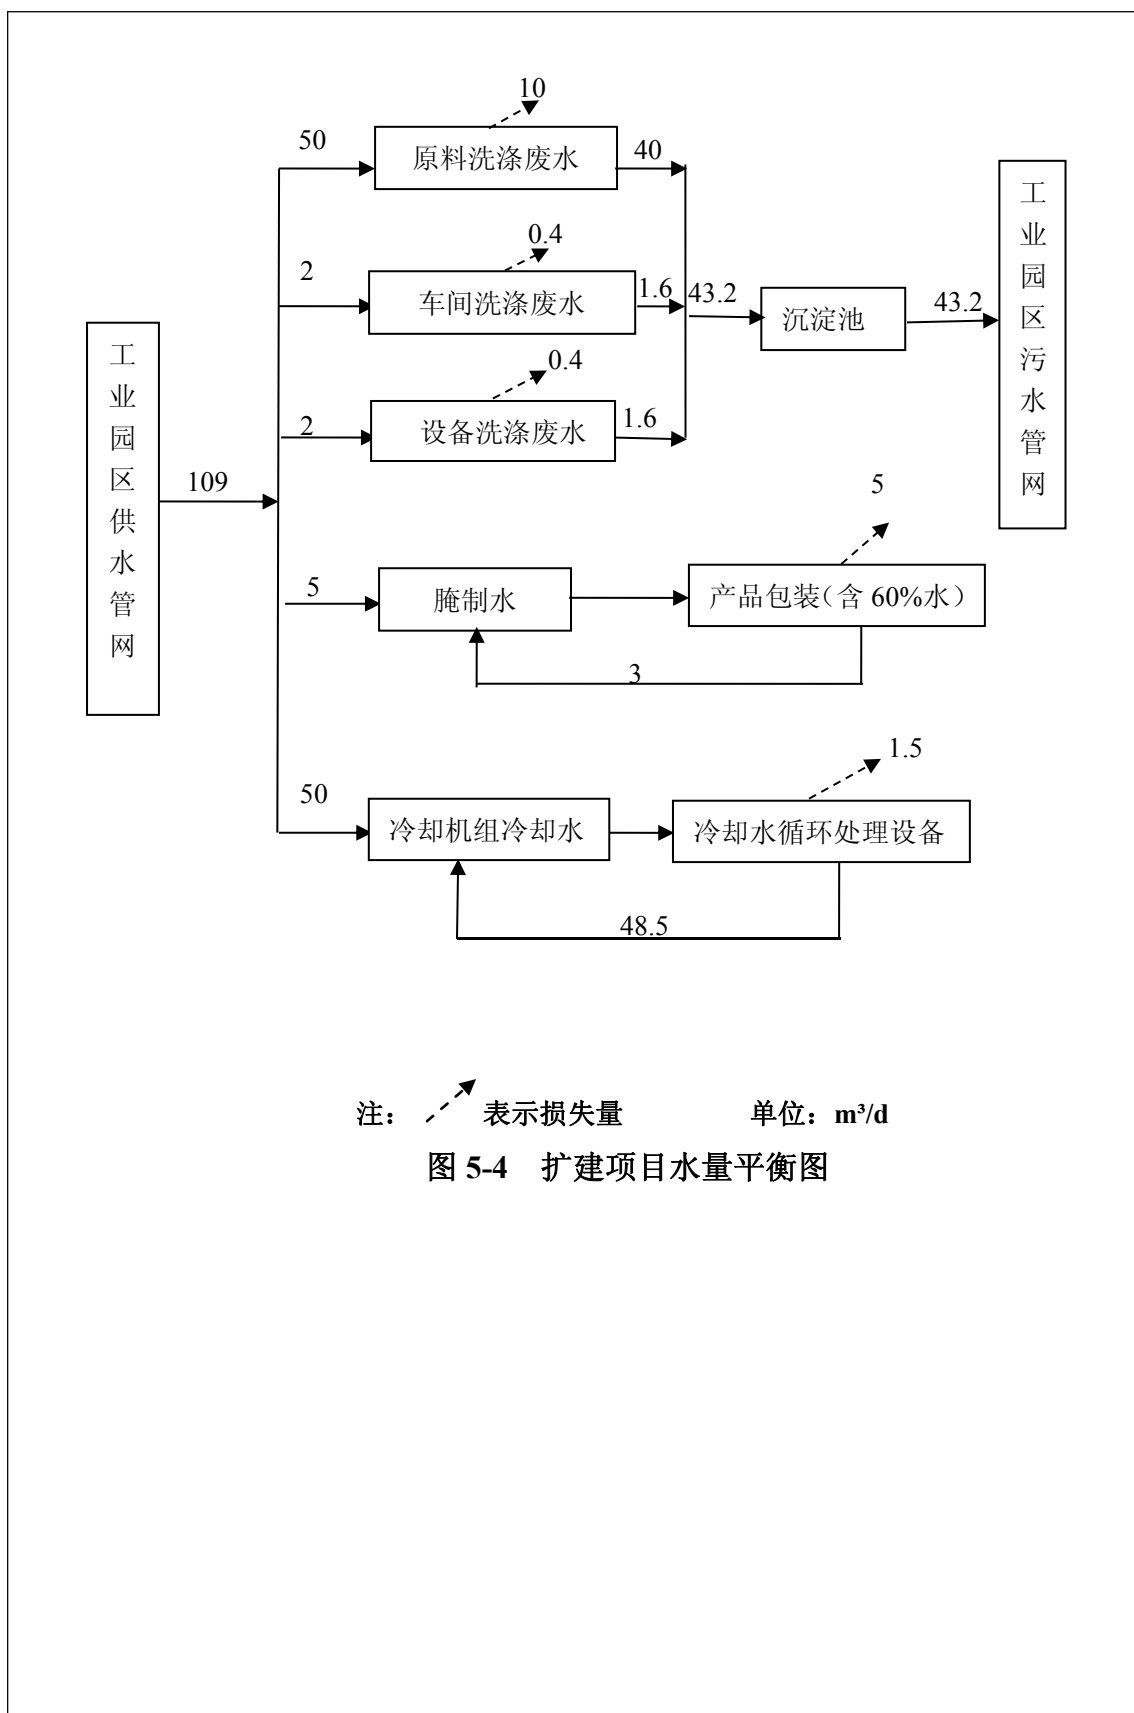 10
50
原料洗涤废水
40
0.4
2
车间洗涤废水
1.6
43.2
沉淀池
43.2
工业园区污水管网
0.4
2
设备洗涤废水
1.6
工业园区供水管网
109
5
5
腌制水
产品包装（含 60%水）
3
1.5
50
冷却机组冷却水
冷却水循环处理设备
48.5
注： 表示损失量 单位：m³/d
图 5-4 扩建项目水量平衡图